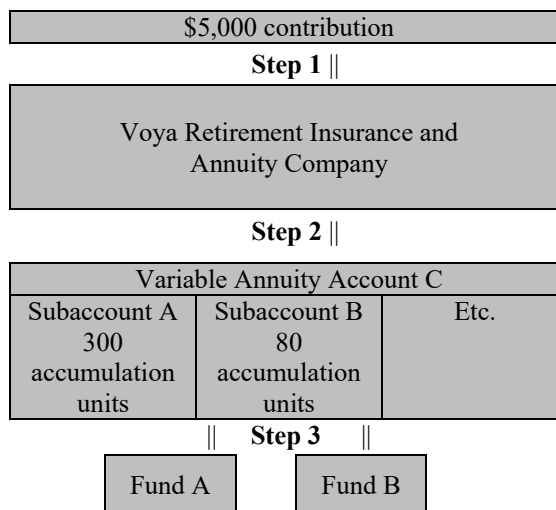 $5,000 contribution
Step 1 ||
Voya Retirement Insurance and
Annuity Company
Step 2 ||
Variable Annuity Account C
Subaccount A
300
accumulation
units
Subaccount B
80
accumulation
units
Etc.
|| Step 3 ||
Fund A
Fund B